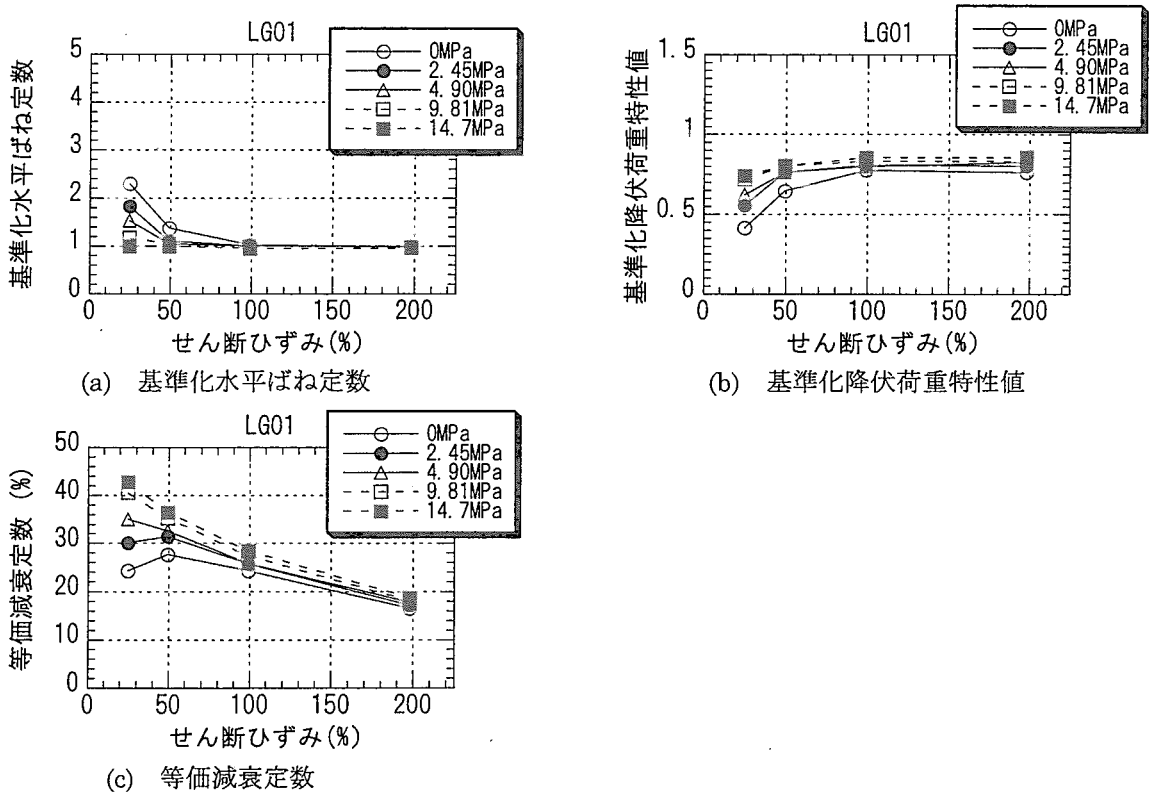 LG01
0MPa
2.45MPa
4.90MPa
9.81MPa
14.7MPa
基準化水平ばね定数
5
4
3
2
1
0
0 50 100 150 200
せん断ひずみ(%)
(a) 基準化水平ばね定数
LG01
0MPa
2.45MPa
4.90MPa
9.81MPa
14.7MPa
基準化降伏荷重特性値
1.5
1
0.5
0
0 50 100 150 200
せん断ひずみ(%)
(b) 基準化降伏荷重特性値
LG01
0MPa
2.45MPa
4.90MPa
9.81MPa
14.7MPa
等価減衰定数 (%)
50
40
30
20
10
0
0 50 100 150 200
せん断ひずみ(%)
(c) 等価減衰定数